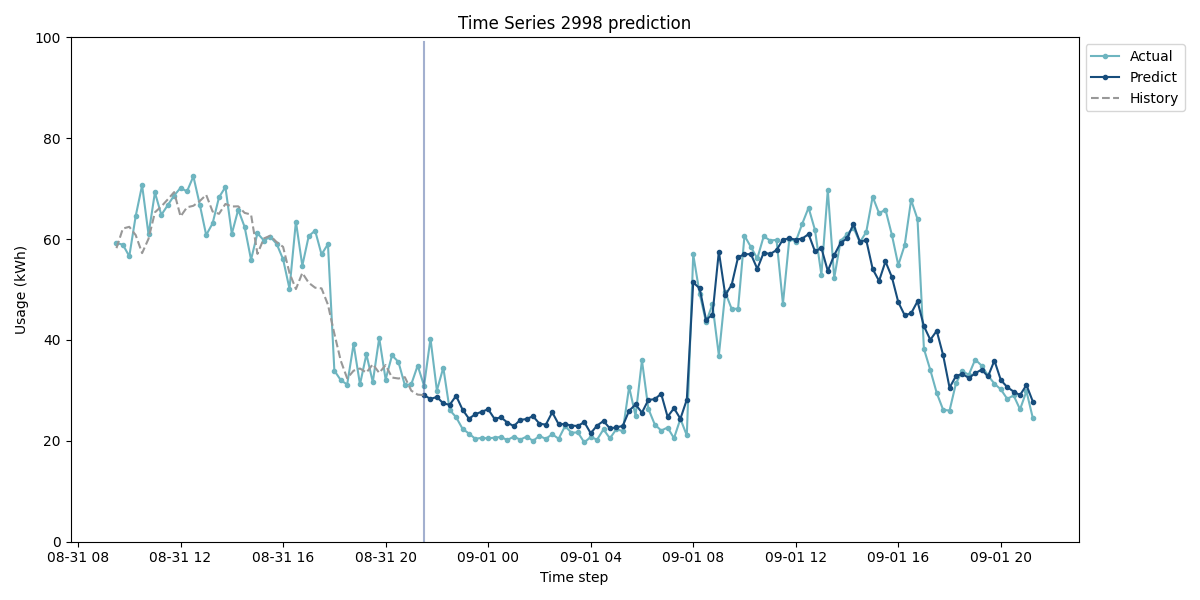 Time Series 2998 prediction
100
80
60
40
20
0
Usage (kWh)
08-31 08
08-31 12
08-31 16
08-31 20
09-01 00
09-01 04
09-01 08
09-01 12
09-01 16
09-01 20
Time step
Actual
Predict
History